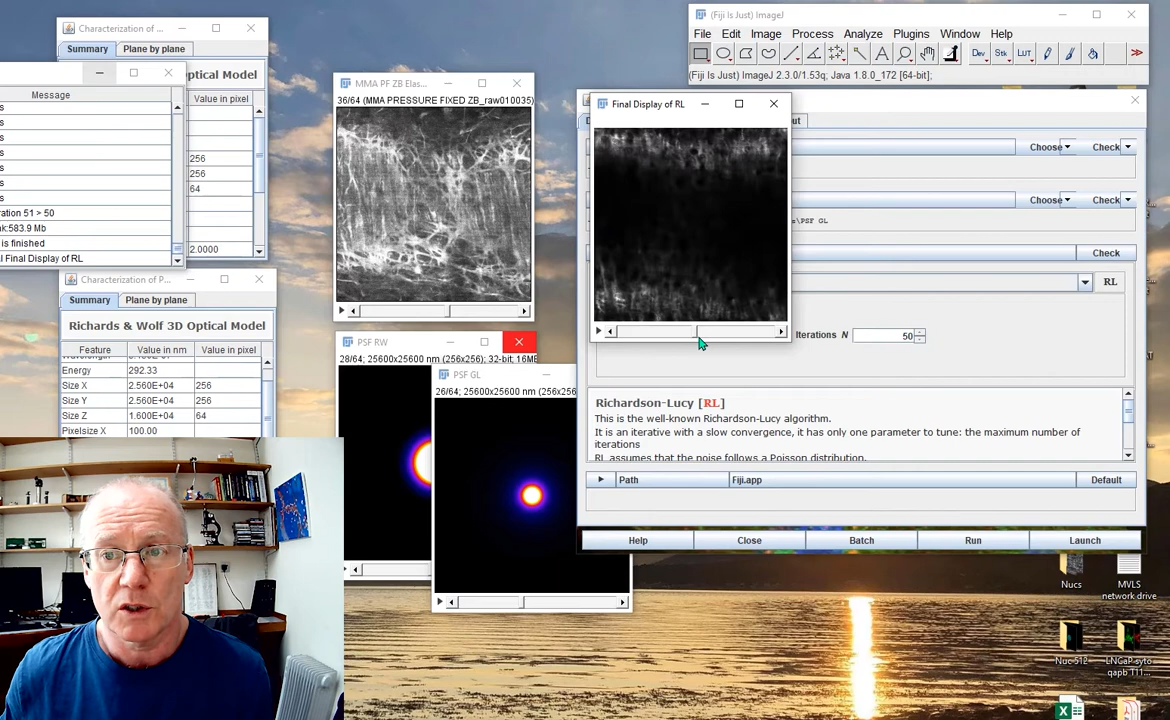 Characterization of ...
Summary Plane by plane
optical Model
Value in pixel
256
256
64
2.0000
Message
s
s
s
s
s
s
s
ration 51 > 50
k:583.9 Mb
is finished
l Final Display of RL
Characterization of P...
Summary Plane by plane
Richards & Wolf 3D Optical Model
Feature Value in nm Value in pixel
Energy 292.33
Size X 2.560E+04 256
Size Y 2.560E+04 256
Size Z 1.600E+04 64
Pixelsize X 100.00
MMA PF ZB Elas...
36/64 (MMA PRESSURE FIXED ZB_raw010035)
PSF RW
28/64; 25600x25600 nm (256x256); 32-bit; 16MB
PSF GL
26/64; 25600x25600 nm (256x256
(Fiji Is Just) ImageJ
File Edit Image Process Analyze Plugins Window Help
A Dev Stk LUT >>
(Fiji Is Just) ImageJ 2.3.0/1.53q; Java 1.8.0_172 [64-bit];
Final Display of RL
D
ut
Choose Check
Choose Check
\PSF GL
Check
RL
Iterations N 50
Richardson-Lucy [RL]
This is the well-known Richardson-Lucy algorithm.
It is an iterative with a slow convergence, it has only one parameter to tune: the maximum number of
iterations
RL assumes that the noise follows a Poisson distribution.
Path Fiji.app Default
Help Close Batch Run Launch
Nucs
MVLS
network drive
Nuc 512
LNCaP syto
qapb T11...